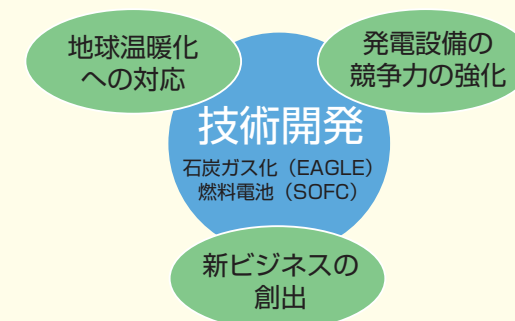 地球温暖化
への対応
発電設備の
競争力の強化
技術開発
石炭ガス化（EAGLE）
燃料電池（SOFC）
新ビジネスの
創出